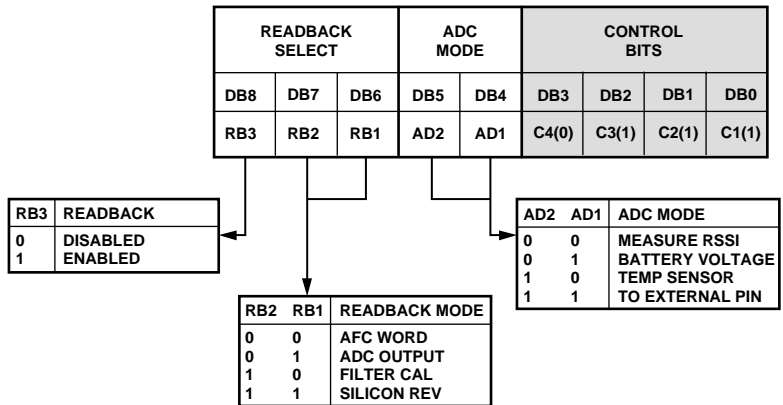 READBACK SELECT
ADC MODE
CONTROL BITS
DB8 DB7 DB6 DB5 DB4 DB3 DB2 DB1 DB0
RB3 RB2 RB1 AD2 AD1 C4(0) C3(1) C2(1) C1(1)
RB3 READBACK
0 DISABLED
1 ENABLED
AD2 AD1 ADC MODE
0 0 MEASURE RSSI
0 1 BATTERY VOLTAGE
1 0 TEMP SENSOR
1 1 TO EXTERNAL PIN
RB2 RB1 READBACK MODE
0 0 AFC WORD
0 1 ADC OUTPUT
1 0 FILTER CAL
1 1 SILICON REV